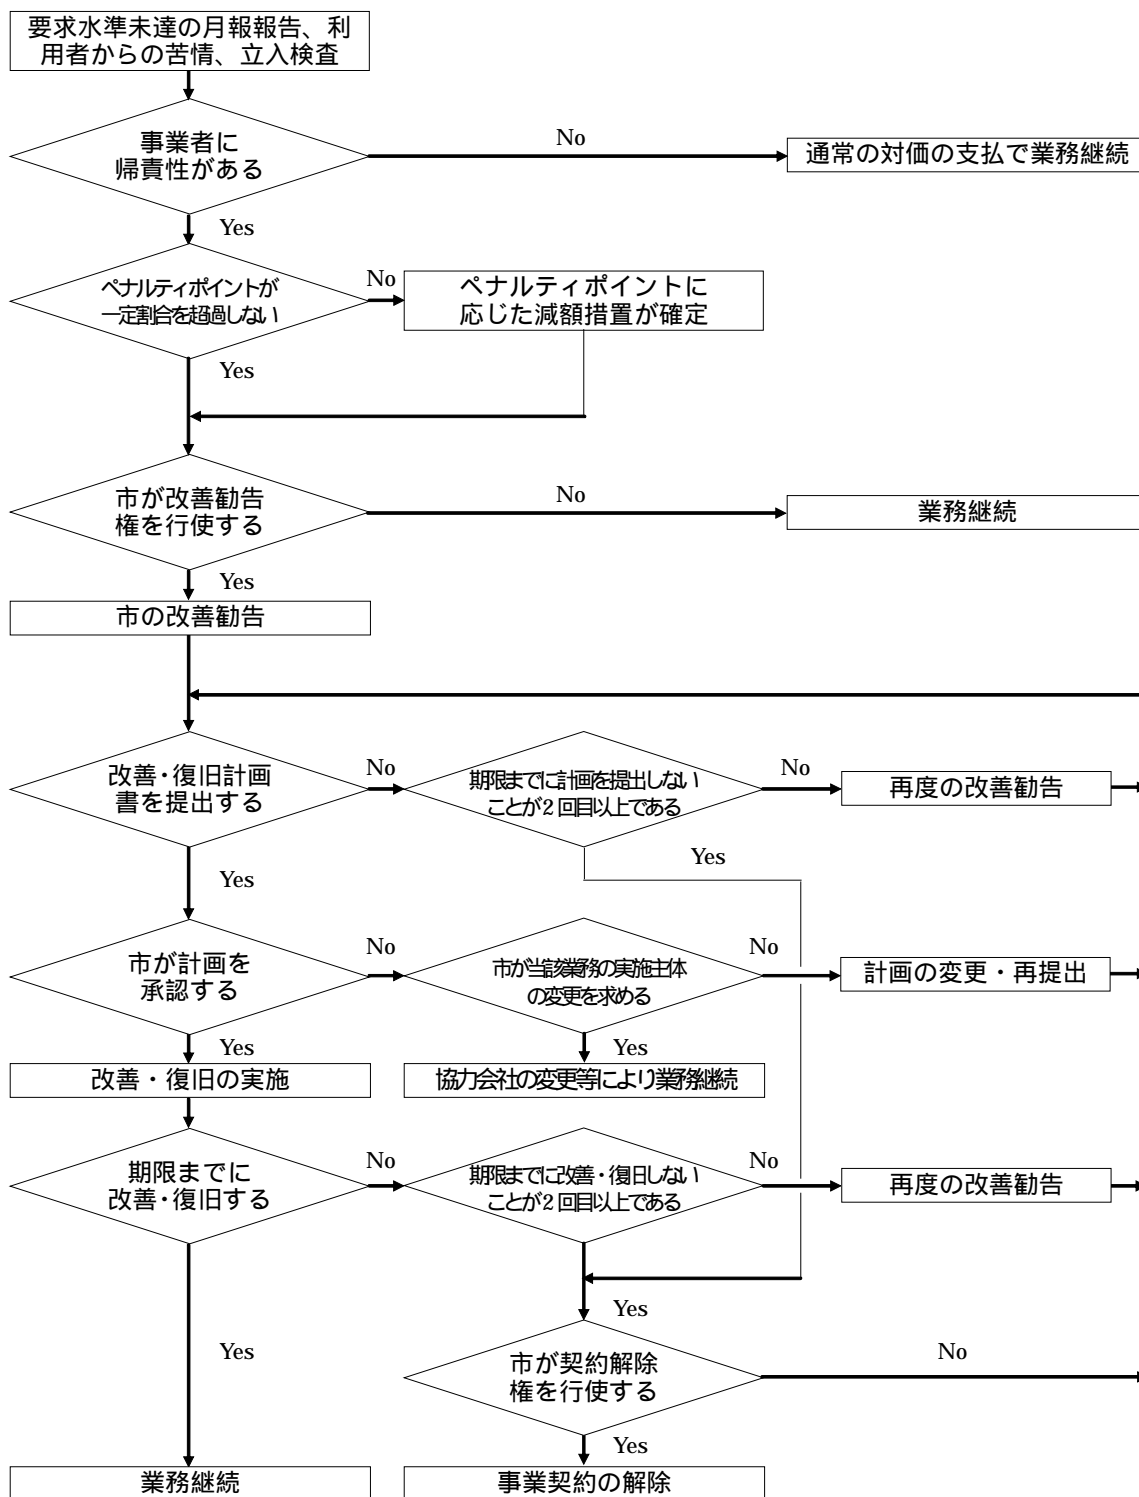 要求水準未達の月報報告、利
用者からの苦情、立入検査
事業者に
帰責性がある
No
通常の対価の支払で業務継続
Yes
ペナルティポイントが
一定割合を超過しない
No
ペナルティポイントに
応じた減額措置が確定
Yes
市が改善勧告
権を行使する
No
業務継続
Yes
市の改善勧告
改善・復旧計画
書を提出する
No
期限までに計画を提出しない
ことが2回目以上である
No
再度の改善勧告
Yes
Yes
市が計画を
承認する
No
市が当該業務の実施主体
の変更を求める
No
計画の変更・再提出
Yes
Yes
改善・復旧の実施
協力会社の変更等により業務継続
期限までに
改善・復旧する
No
期限までに改善・復旧しない
ことが2回目以上である
No
再度の改善勧告
Yes
Yes
市が契約解除
権を行使する
No
Yes
業務継続
事業契約の解除